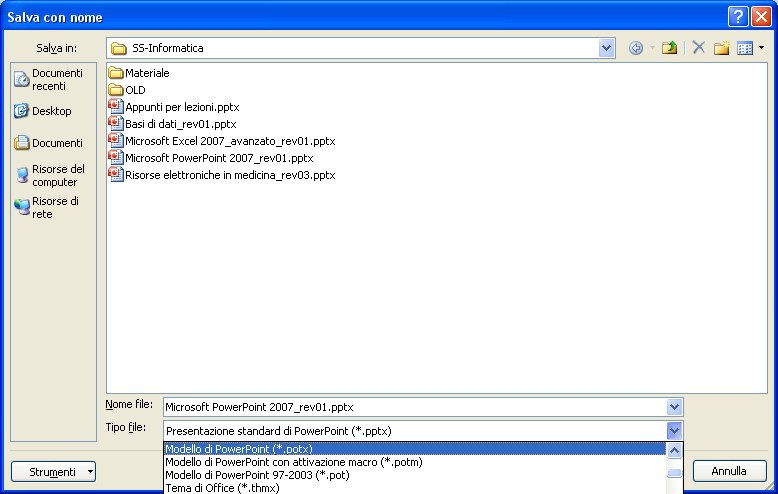 Salva con nome
Salva in:
SS-Informatica
Documenti
recenti
Desktop
Documenti
Risorse del
computer
Risorse di
rete
Materiale
OLD
Appunti per lezioni.pptx
Basi di dati_rev01.pptx
Microsoft Excel 2007_avanzato_rev01.pptx
Microsoft PowerPoint 2007_rev01.pptx
Risorse elettroniche in medicina_rev03.pptx
Nome file:
Microsoft PowerPoint 2007_rev01.pptx
Tipo file:
Presentazione standard di PowerPoint (*.pptx)
Modello di PowerPoint (*.potx)
Modello di PowerPoint con attivazione macro (*.potm)
Modello di PowerPoint 97-2003 (*.pot)
Tema di Office (*.thmx)
Strumenti
Annulla